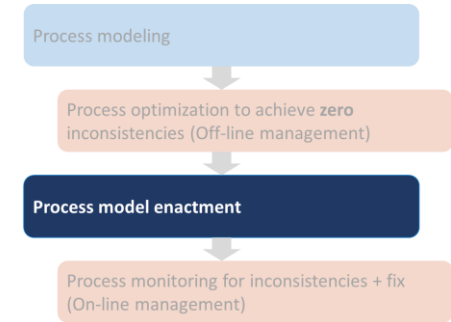 Process modeling
Process optimization to achieve zero
inconsistencies (Off-line management)
Process model enactment
Process monitoring for inconsistencies + fix
(On-line management)